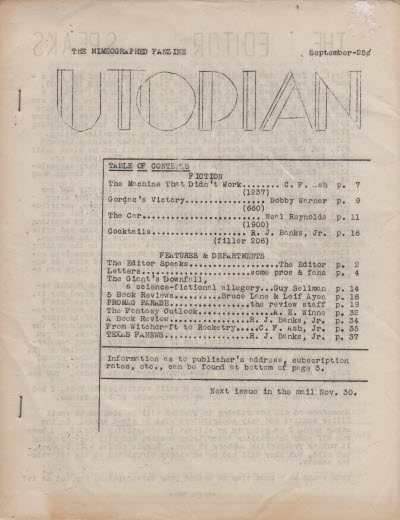 THE MIMEOGRAPHED FANZINE
September-25¢
UTOPIAN
TABLE OF CONTENTS
FICTION
The Machine That Didn't Work........ C. F. Ash p. 7
(1237)
Gordac's Victory................ Bobby Warner p. 9
(660)
The Car........................ Neal Reynolds p. 11
(1900)
Cocktails................... R. J. Banks, Jr. p. 16
(filler 206)
FEATURES & DEPARTMENTS
The Editor Speaks...................The Editor p. 2
Letters........................some pros & fans p. 4
The Giant's Downfall,
a science-fictional allegory...Guy Sellman p. 14
5 Book Reviews..........Bruce Lane & Leif Ayen p. 16
PROMAG PARADE..................the review staff p. 19
The Fantasy Outlook...............R. E. Winne p. 32
A Book Review................R. J. Banks, Jr. p. 34
From Witchcraft to Rocketry....C. F. Ash, Jr. p. 35
TEXAS FANEWS.................R. J. Banks, Jr. p. 37
Information as to publisher's address, subscription
rates, etc., can be found at bottom of page 3.
Next issue in the mail Nov. 30.